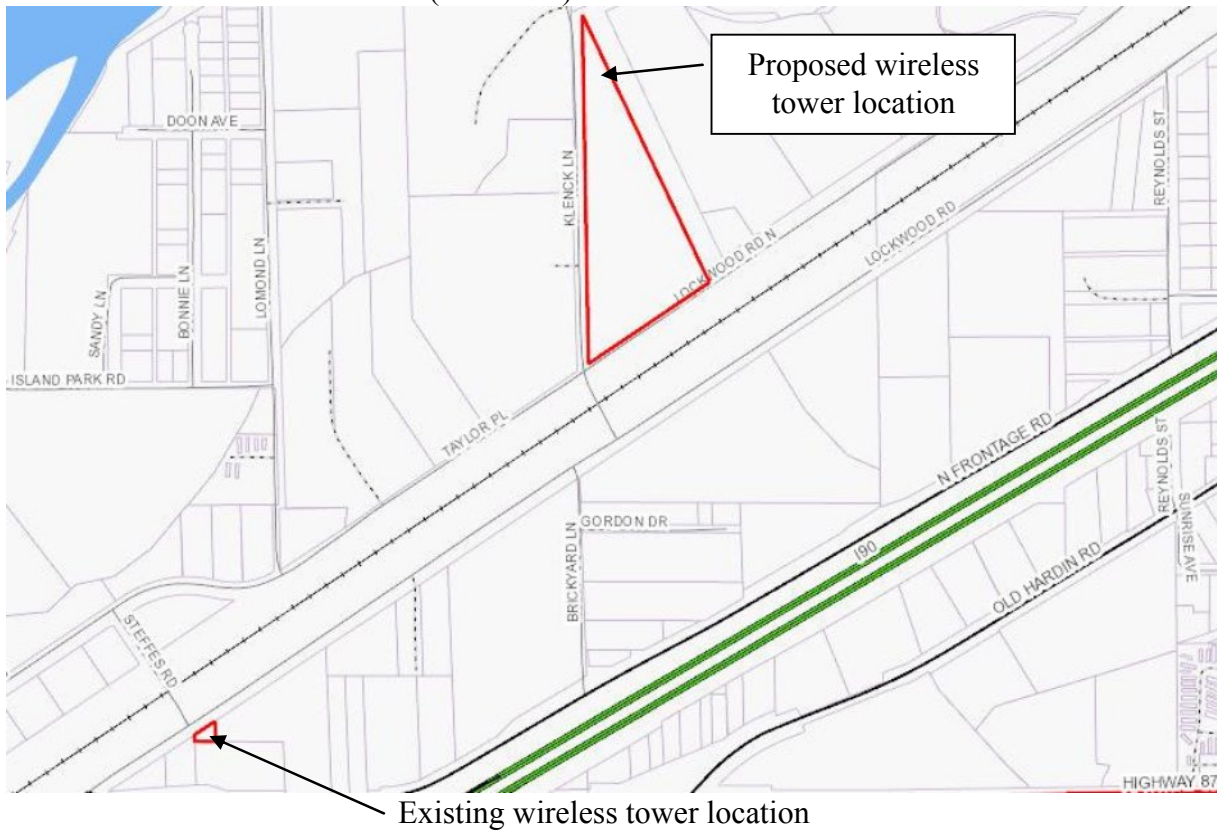 Proposed wireless
tower location
DOON AVE
REYNOLDS ST
KLENCK LN
LOCKWOOD RD N
LOCKWOOD RD
LOMOND LN
BONNIE LN
SANDY LN
ISLAND PARK RD
TAYLOR PL
N FRONTAGE RD
REYNOLDS ST
SUNRISE AVE
GORDON DR
BRICKYARD LN
I90
OLD HARDIN RD
STEFFES RD
HIGHWAY 87
Existing wireless tower location